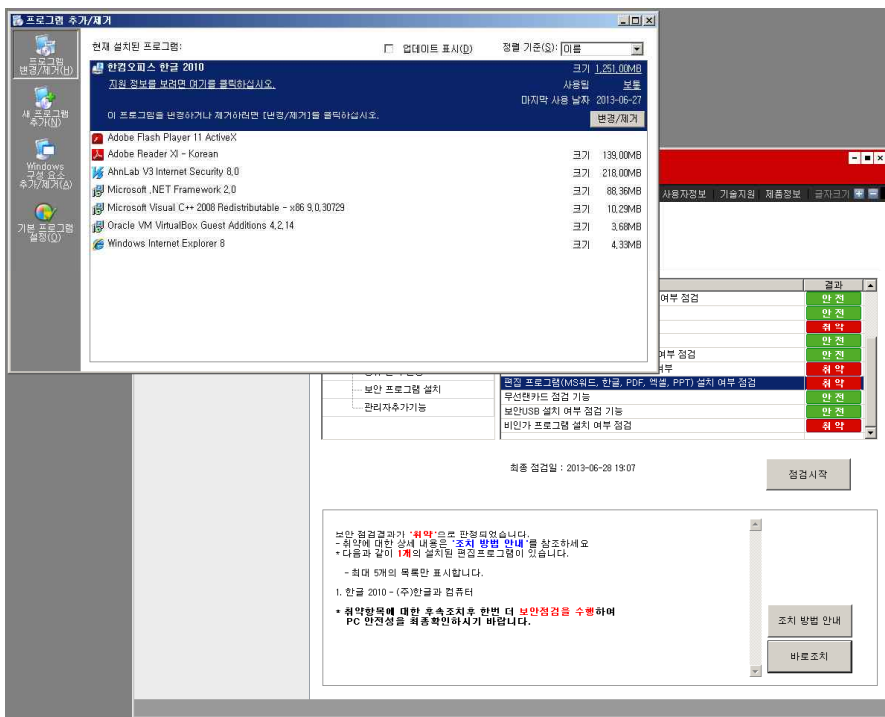 프로그램 추가/제거
프로그램
변경/제거(H)
새 프로그램
추가(N)
Windows
구성 요소
추가/제거(A)
기본 프로그램
설정(O)
현재 설치된 프로그램:
업데이트 표시(D)
정렬 기준(S): 이름
한컴오피스 한글 2010
크기 1,251,00MB
지원 정보를 보려면 여기를 클릭하십시오.
사용됨 보통
마지막 사용 날짜 2013-06-27
이 프로그램을 변경하거나 제거하려면 [변경/제거]를 클릭하십시오.
변경/제거
Adobe Flash Player 11 ActiveX
Adobe Reader XI - Korean 크기 139,00MB
AhnLab V3 Internet Security 8,0 크기 218,00MB
Microsoft ,NET Framework 2,0 크기 88,36MB
Microsoft Visual C++ 2008 Redistributable - x86 9,0,30729 크기 10,29MB
Oracle VM VirtualBox Guest Additions 4,2,14 크기 3,68MB
Windows Internet Explorer 8 크기 4,33MB
사용자정보 기술지원 제품정보 글자크기
결과
여부 점검 안전
안전
취약
안전
여부 점검 안전
여부 취약
편집 프로그램(MS워드, 한글, PDF, 엑셀, PPT) 설치 여부 점검 취약
무선랜카드 점검 기능 안전
보안USB 설치 여부 점검 기능 안전
비인가 프로그램 설치 여부 점검 취약
보안 프로그램 설치
관리자추가기능
최종 점검일 : 2013-06-28 19:07
점검시작
보안 점검결과가 '취약'으로 판정되었습니다.
- 취약에 대한 상세 내용은 '조치 방법 안내'를 참조하세요
* 다음과 같이 1개의 설치된 편집프로그램이 있습니다.
- 최대 5개의 목록만 표시합니다.
1. 한글 2010 - (주)한글과 컴퓨터
* 취약항목에 대한 후속조치후 한번 더 보안점검을 수행하여
PC 안전성을 최종확인하시기 바랍니다.
조치 방법 안내
바로조치